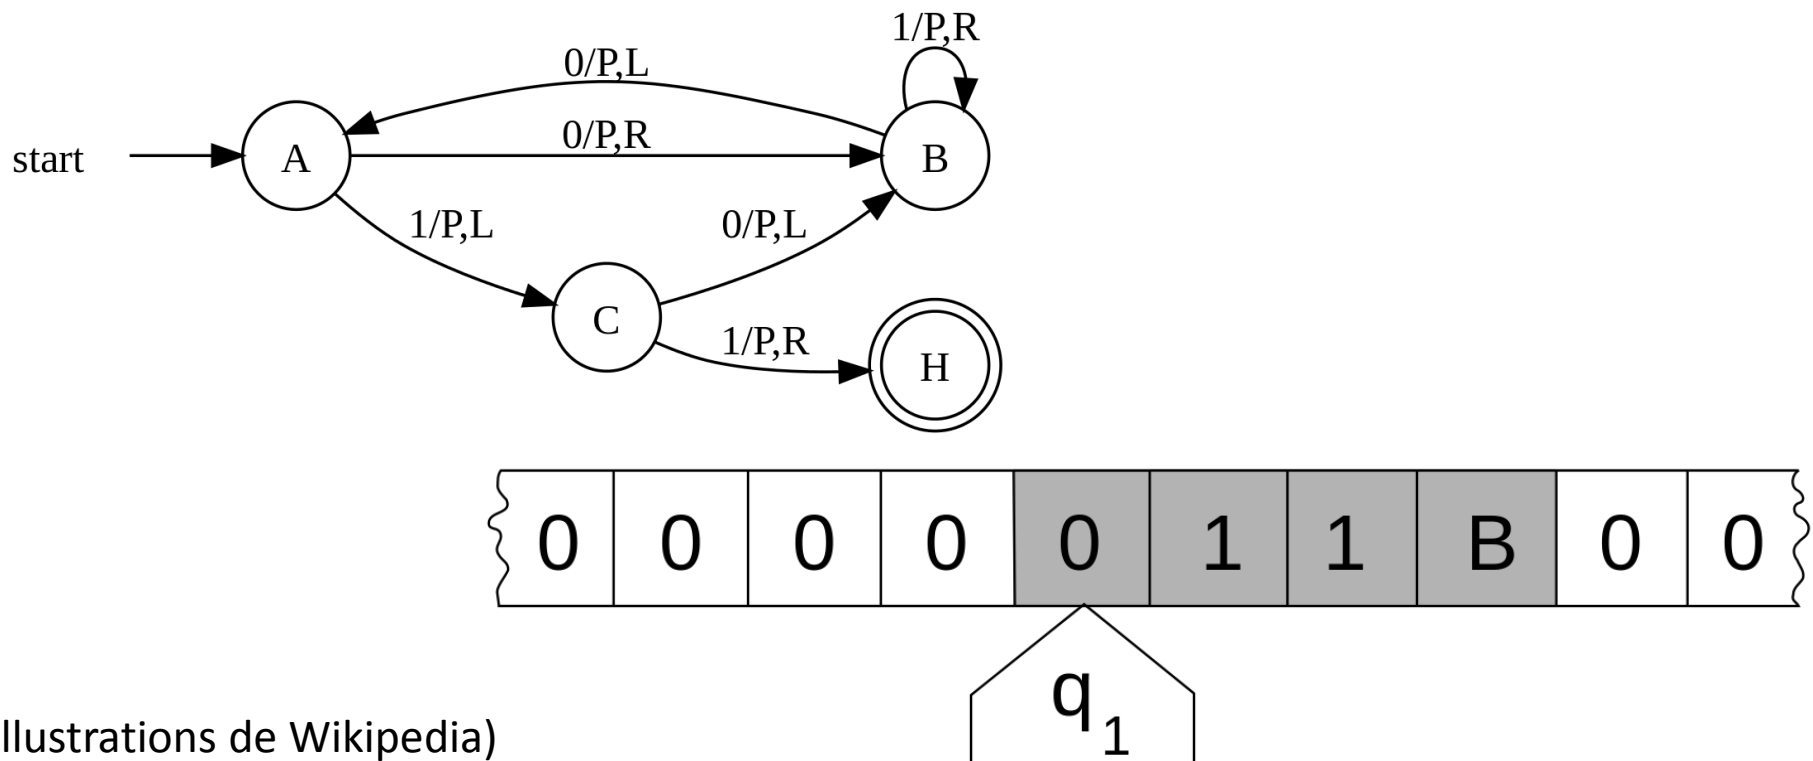 1/P,R
0/P,L
0/P,R
start A B
1/P,L 0/P,L
C
1/P,R
H
0 0 0 0 0 1 1 B 0 0
q1
llustrations de Wikipedia)